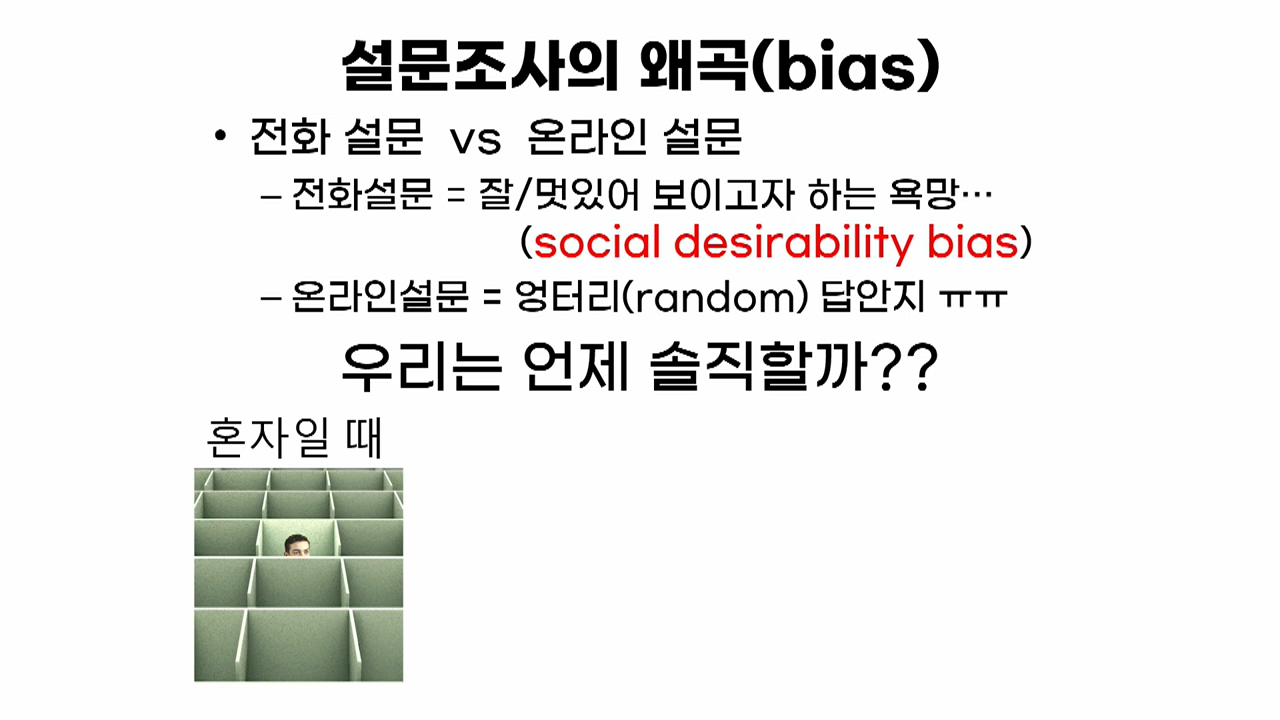 설문조사의 왜곡(bias)
• 전화 설문 vs 온라인 설문
– 전화설문 = 잘/멋있어 보이고자 하는 욕망…
(social desirability bias)
– 온라인설문 = 엉터리(random) 답안지 ㅠㅠ
우리는 언제 솔직할까??
혼자일 때